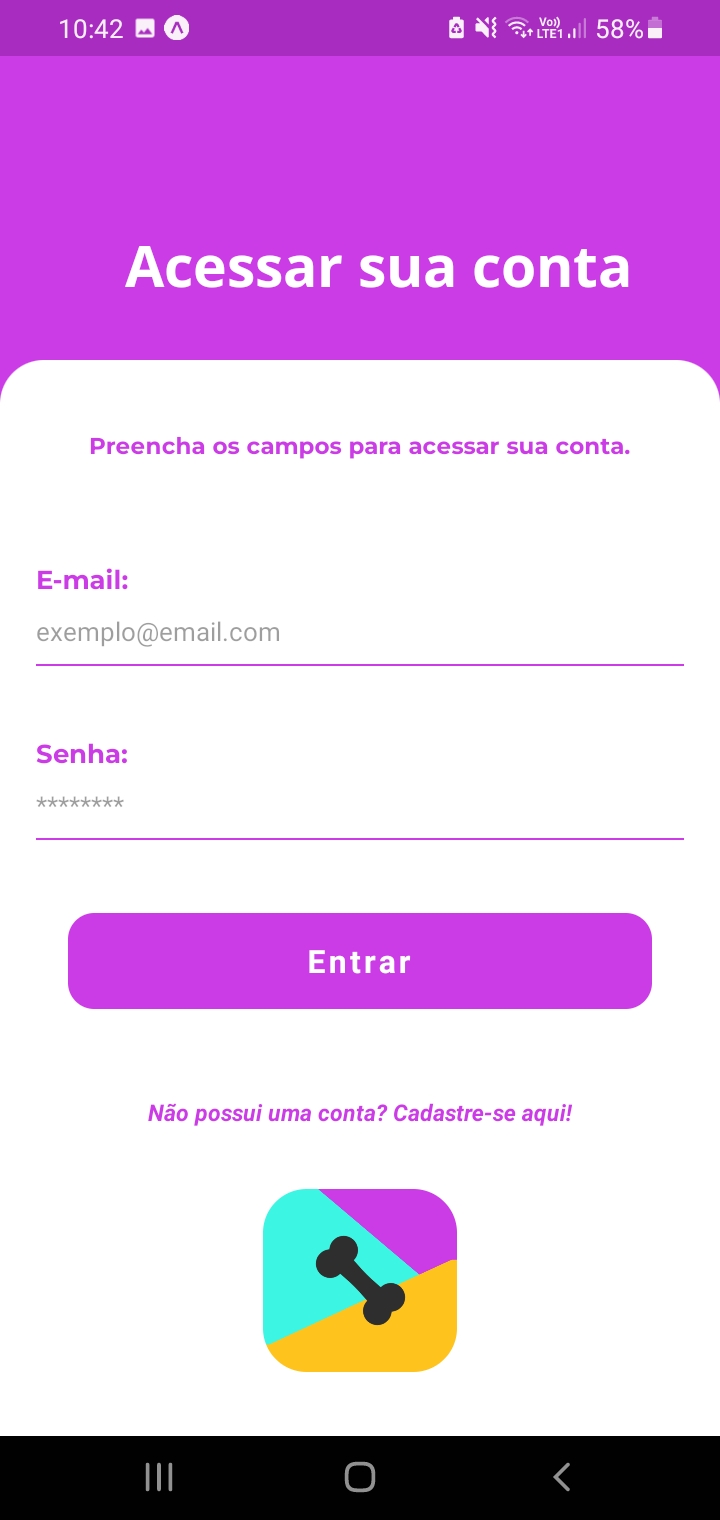 10:42 Vo)) LTE1 58%
Acessar sua conta
Preencha os campos para acessar sua conta.
E-mail:
exemplo@email.com
Senha:
********
Entrar
Não possui uma conta? Cadastre-se aqui!